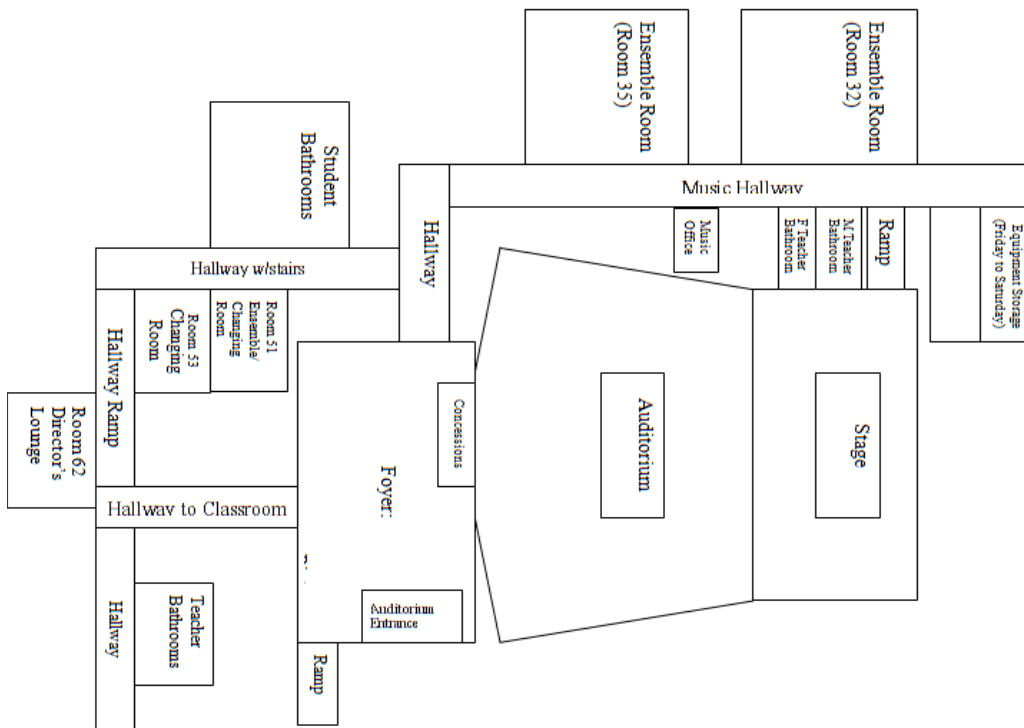 Ensemble Room
(Room 35)
Ensemble Room
(Room 32)
Student
Bathrooms
Music Hallway
Hallway
Music
Office
F Teacher
Bathroom
M Teacher
Bathroom
Ramp
Equipment Storage
(Friday to Saturday)
Hallway w/stairs
Room 51
Ensemble/
Changing
Room
Room 53
Changing
Room
Hallway Ramp
Room 62
Director's
Lounge
Concessions
Foyer:
Auditorium
Stage
Hallway to Classroom
Hallway
Teacher
Bathrooms
Auditorium
Entrance
Ramp